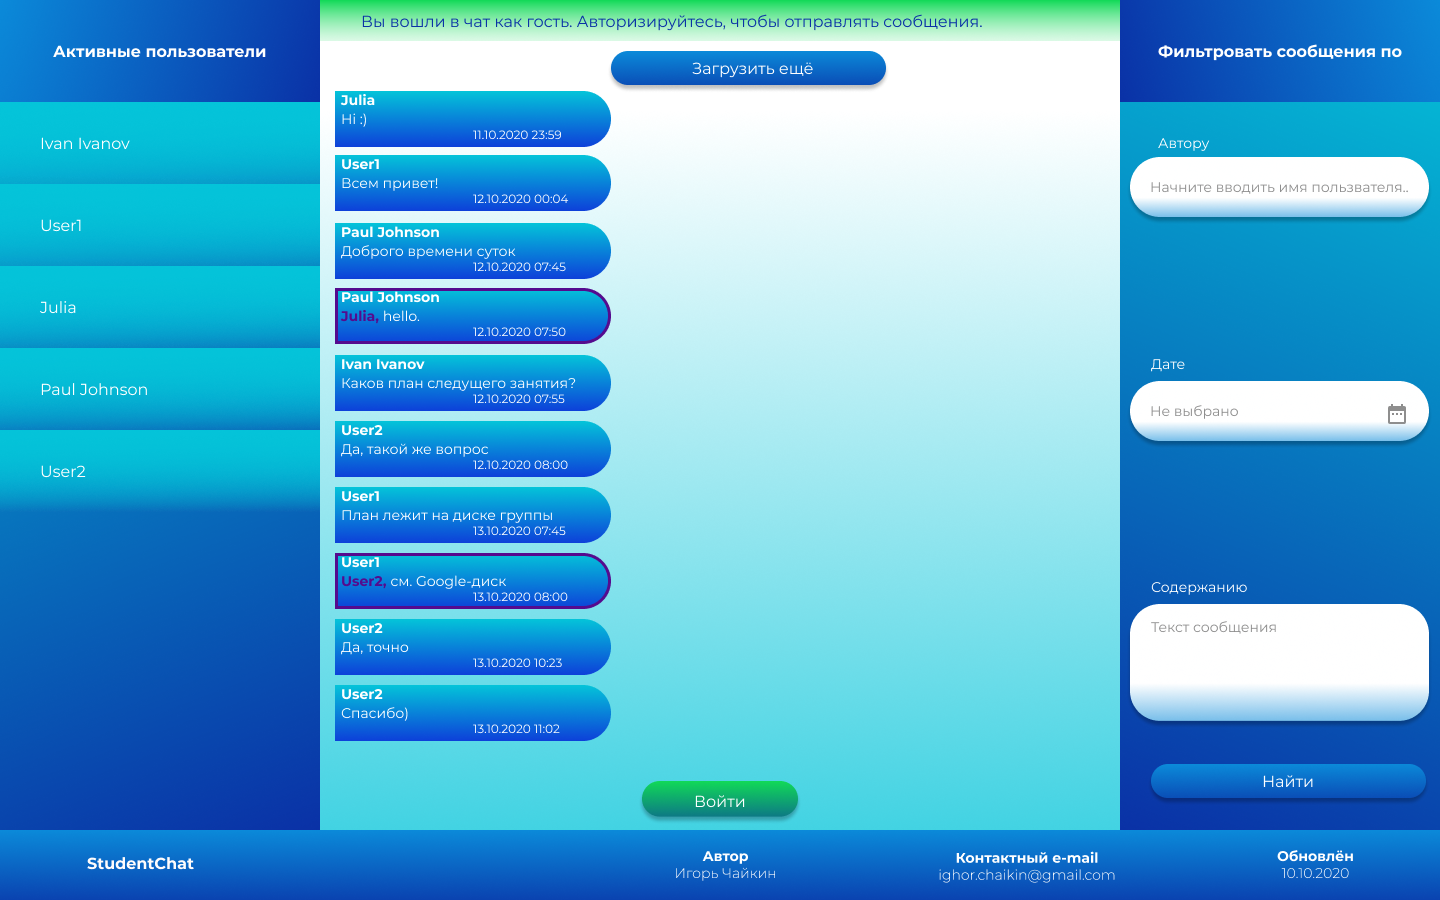 Активные пользователи
Ivan Ivanov
User1
Julia
Paul Johnson
User2
Вы вошли в чат как гость. Авторизируйтесь, чтобы отправлять сообщения.
Загрузить ещё
Julia
Hi :)
11.10.2020 23:59
User1
Всем привет!
12.10.2020 00:04
Paul Johnson
Доброго времени суток
12.10.2020 07:45
Paul Johnson
Julia, hello.
12.10.2020 07:50
Ivan Ivanov
Каков план следущего занятия?
12.10.2020 07:55
User2
Да, такой же вопрос
12.10.2020 08:00
User1
План лежит на диске группы
13.10.2020 07:45
User1
User2, см. Google-диск
13.10.2020 08:00
User2
Да, точно
13.10.2020 10:23
User2
Спасибо)
13.10.2020 11:02
Войти
Фильтровать сообщения по
Автору
Начните вводить имя пользвателя..
Дате
Не выбрано
Содержанию
Текст сообщения
Найти
StudentChat
Автор
Игорь Чайкин
Контактный e-mail
ighor.chaikin@gmail.com
Обновлён
10.10.2020